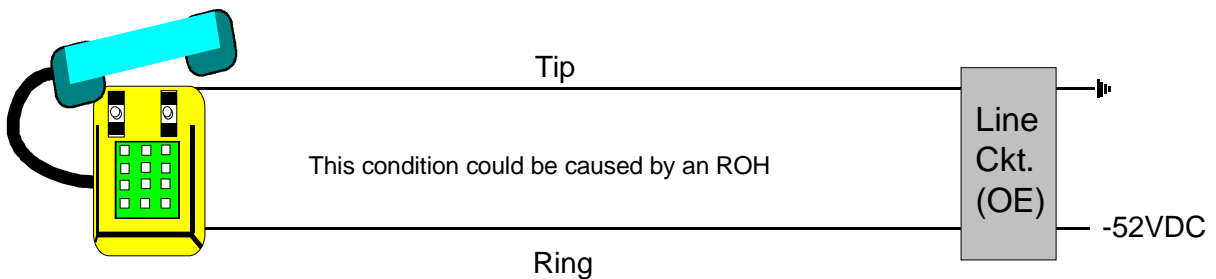 Tip
This condition could be caused by an ROH
Line
Ckt.
(OE)
-52VDC
Ring